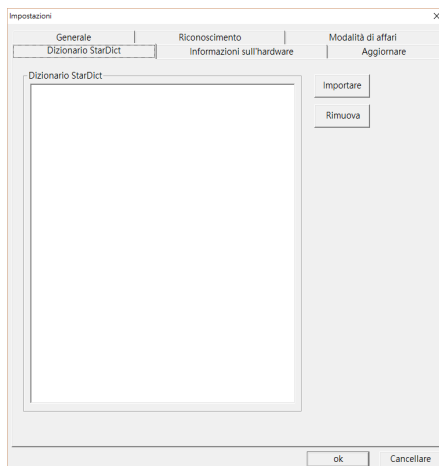 Impostazioni
Generale Riconoscimento Modalità di affari
Dizionario StarDict Informazioni sull'hardware Aggiornare
Dizionario StarDict
Importare
Rimuova
ok Cancellare